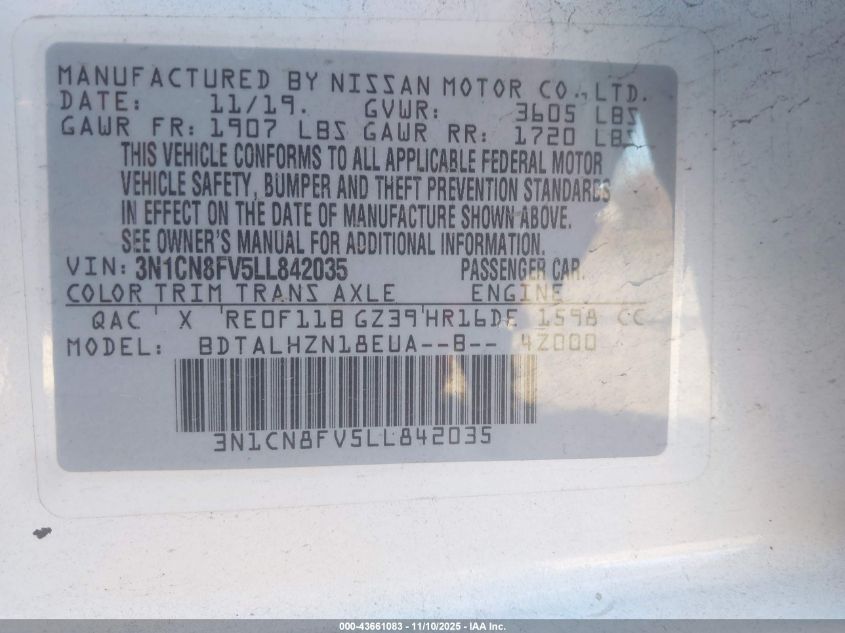 MANUFACTURED BY NISSAN MOTOR CO., LTD.
DATE: 11/19. GVWR: 3605 LBS
GAWR FR: 1907 LBS GAWR RR: 1720 LBS
THIS VEHICLE CONFORMS TO ALL APPLICABLE FEDERAL MOTOR
VEHICLE SAFETY, BUMPER AND THEFT PREVENTION STANDARDS
IN EFFECT ON THE DATE OF MANUFACTURE SHOWN ABOVE.
SEE OWNER'S MANUAL FOR ADDITIONAL INFORMATION.
VIN: 3N1CN8FV5LL842035 PASSENGER CAR.
COLOR TRIM TRANS AXLE ENGINE
QAC X RE0F11B GZ39 HR16DE 1598 CC
MODEL: BDTALHZN18EUA--B-- 4Z000
3N1CN8FV5LL842035
000-43661083 - 11/10/2025 - IAA Inc.